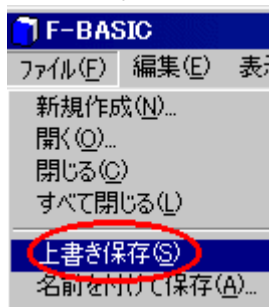 F-BASIC
ファイル(F) 編集(E) 表
新規作成(N)...
開く(O)...
閉じる(C)
すべて閉じる(L)
上書き保存(S)
名前を付けて保存(A)...